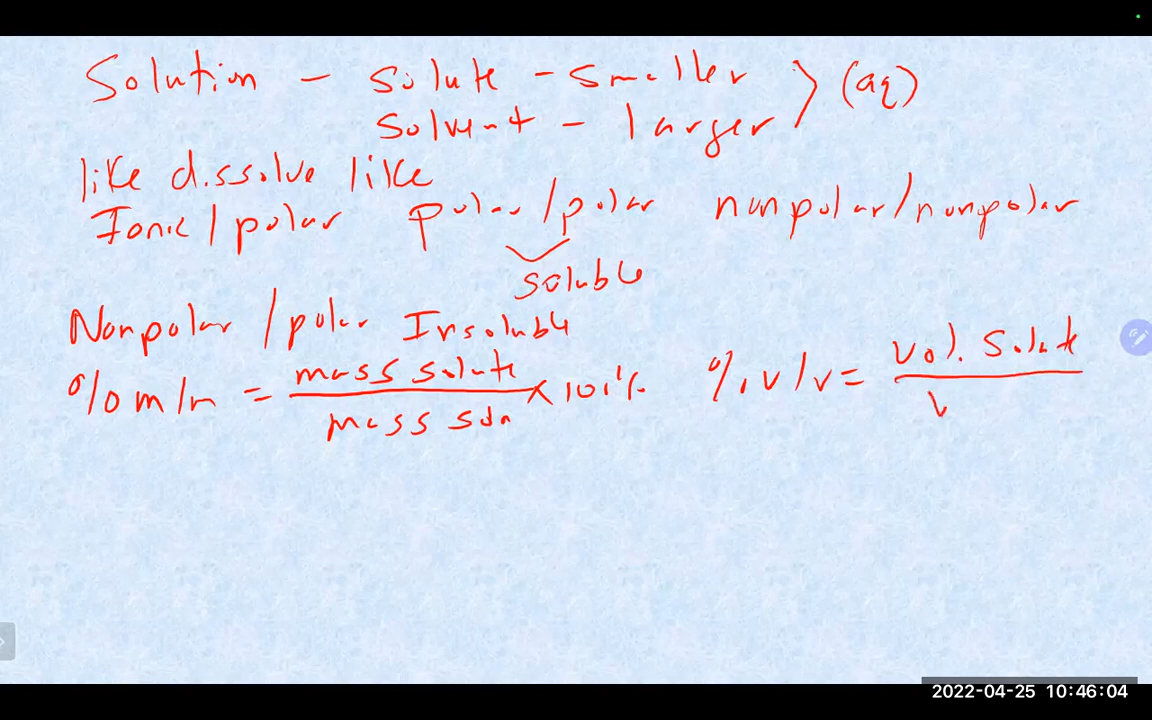 Solution - solute - smaller } (aq)
solvent - larger
like dissolve like
Ionic/polar polar/polar nonpolar/nonpolar
soluble
Nonpolar/polar Insoluble
% m/m = mass solute / mass soln × 100% % v/v = vol. solute / v
2022-04-25 10:46:04